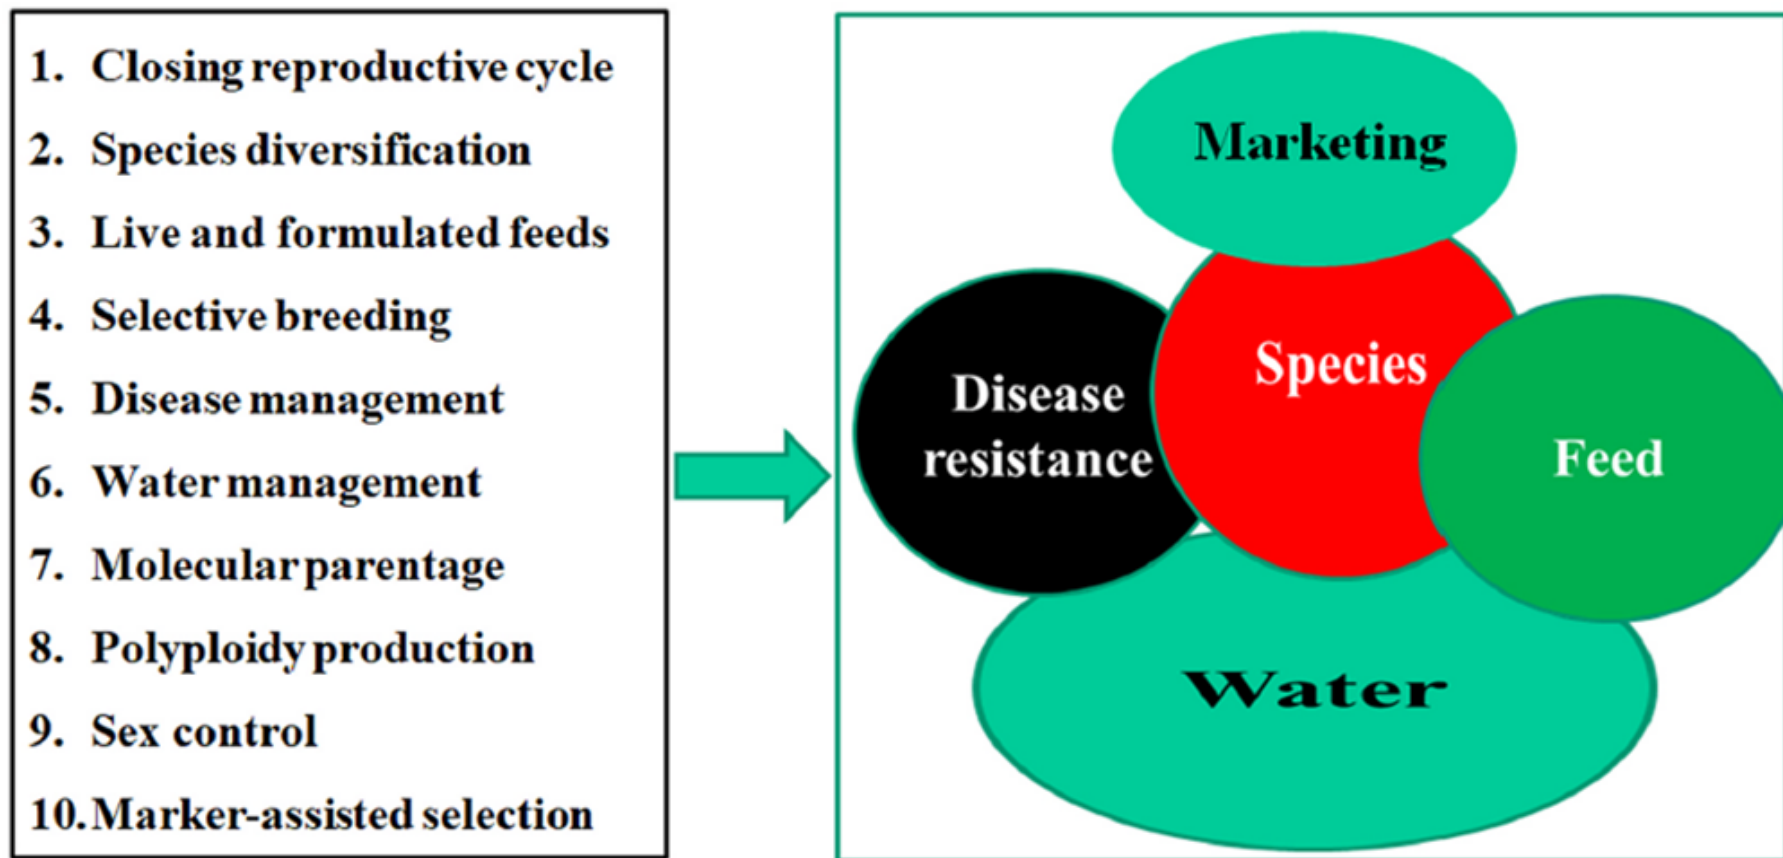 1. Closing reproductive cycle
2. Species diversification
3. Live and formulated feeds
4. Selective breeding
5. Disease management
6. Water management
7. Molecular parentage
8. Polyploidy production
9. Sex control
10. Marker-assisted selection
Marketing
Species
Disease
resistance
Feed
Water